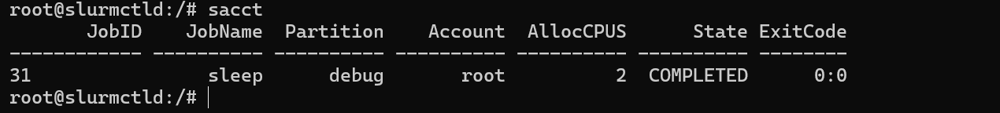 root@slurmctld:/# sacct
       JobID    JobName  Partition    Account  AllocCPUS      State ExitCode
------------ ---------- ---------- ---------- ---------- ---------- --------
31                sleep      debug       root          2  COMPLETED      0:0
root@slurmctld:/#